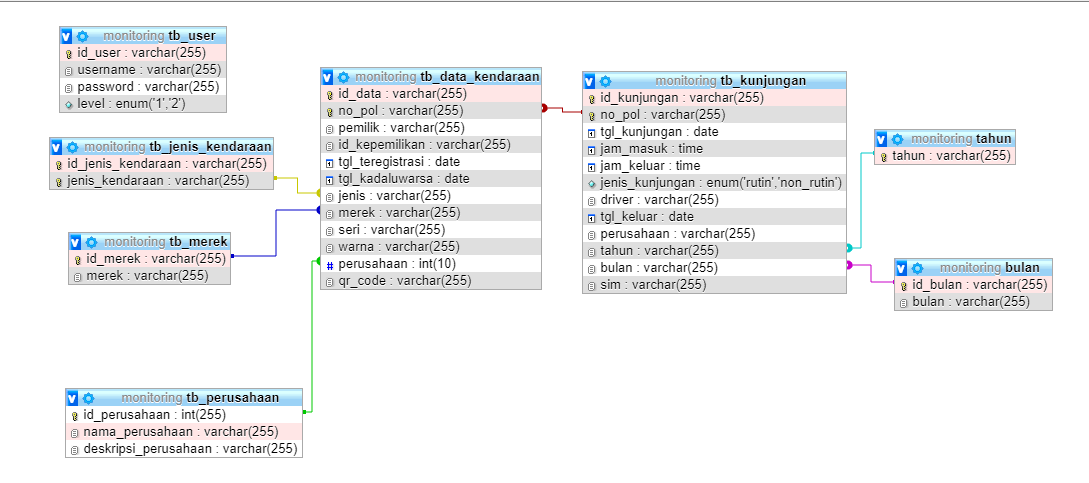 monitoring tb_user
id_user : varchar(255)
username : varchar(255)
password : varchar(255)
level : enum('1','2')
monitoring tb_jenis_kendaraan
id_jenis_kendaraan : varchar(255)
jenis_kendaraan : varchar(255)
monitoring tb_merek
id_merek : varchar(255)
merek : varchar(255)
monitoring tb_perusahaan
id_perusahaan : int(255)
nama_perusahaan : varchar(255)
deskripsi_perusahaan : varchar(255)
monitoring tb_data_kendaraan
id_data : varchar(255)
no_pol : varchar(255)
pemilik : varchar(255)
id_kepemilikan : varchar(255)
tgl_teregistrasi : date
tgl_kadaluwarsa : date
jenis : varchar(255)
merek : varchar(255)
seri : varchar(255)
warna : varchar(255)
# perusahaan : int(10)
qr_code : varchar(255)
monitoring tb_kunjungan
id_kunjungan : varchar(255)
no_pol : varchar(255)
tgl_kunjungan : date
jam_masuk : time
jam_keluar : time
jenis_kunjungan : enum('rutin','non_rutin')
driver : varchar(255)
tgl_keluar : date
perusahaan : varchar(255)
tahun : varchar(255)
bulan : varchar(255)
sim : varchar(255)
monitoring tahun
tahun : varchar(255)
monitoring bulan
id_bulan : varchar(255)
bulan : varchar(255)